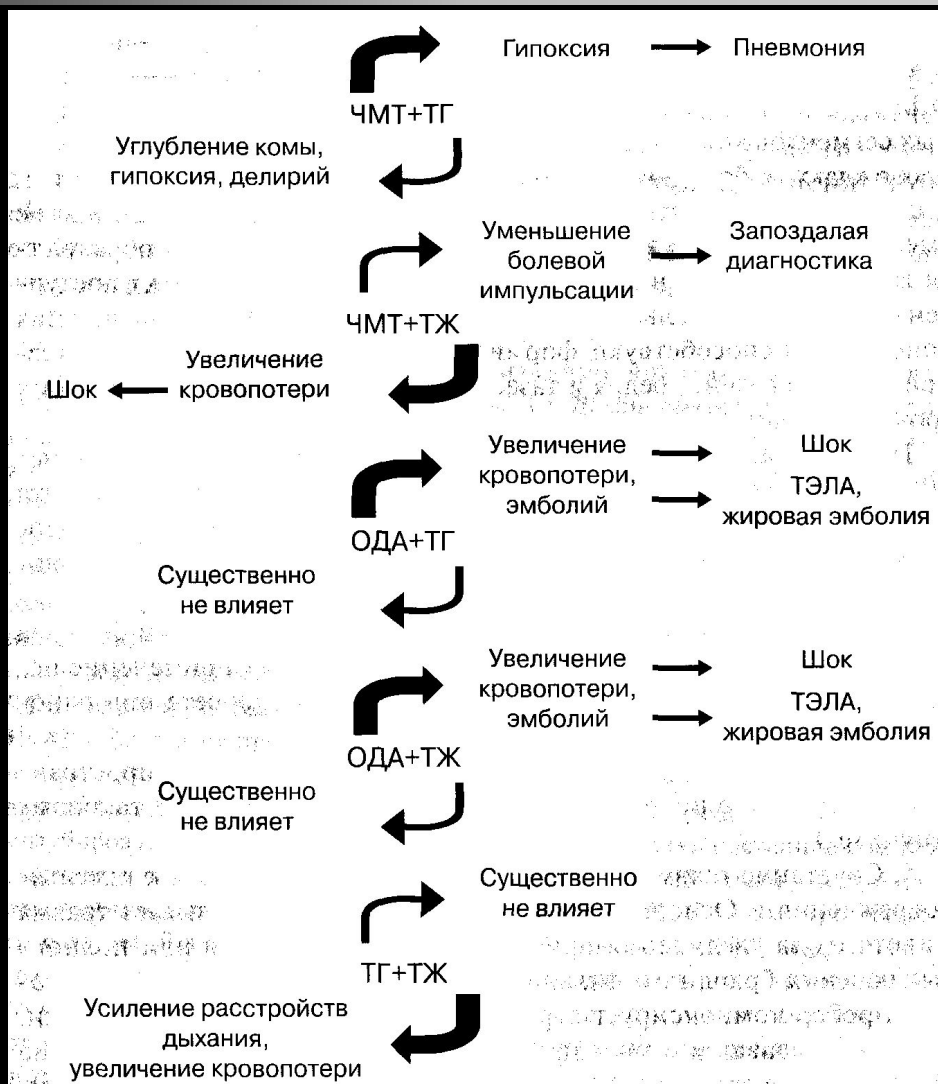 Гипоксия Пневмония
ЧМТ+ТГ
Углубление комы,
гипоксия, делирий
Уменьшение
болевой
импульсации
Запоздалая
диагностика
ЧМТ+ТЖ
Увеличение
кровопотери
Шок
Увеличение
кровопотери,
эмболий
Шок
ТЭЛА,
жировая эмболия
ОДА+ТГ
Существенно
не влияет
Увеличение
кровопотери,
эмболий
Шок
ТЭЛА,
жировая эмболия
ОДА+ТЖ
Существенно
не влияет
Существенно
не влияет
ТГ+ТЖ
Усиление расстройств
дыхания,
увеличение кровопотери